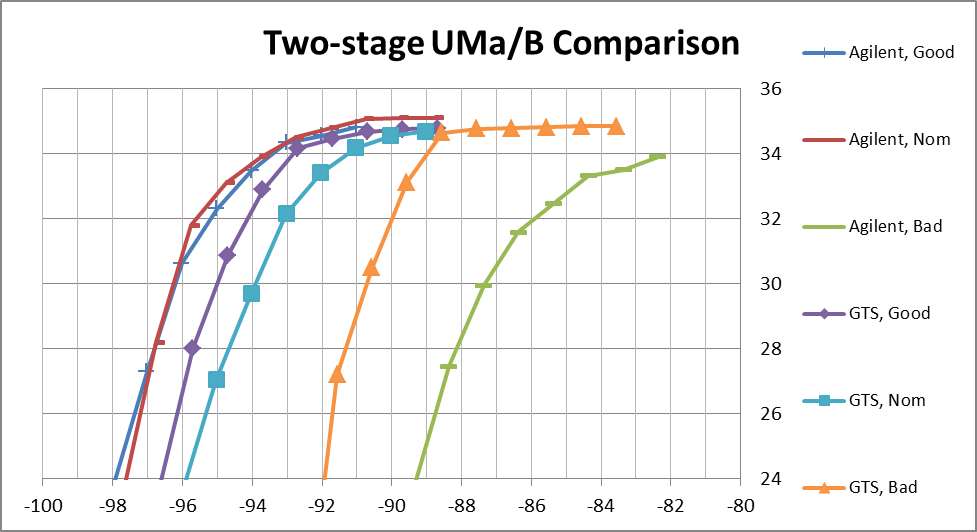 Two-stage UMa/B Comparison
36
34
32
30
28
26
24
-100 -98 -96 -94 -92 -90 -88 -86 -84 -82 -80
Agilent, Good
Agilent, Nom
Agilent, Bad
GTS, Good
GTS, Nom
GTS, Bad